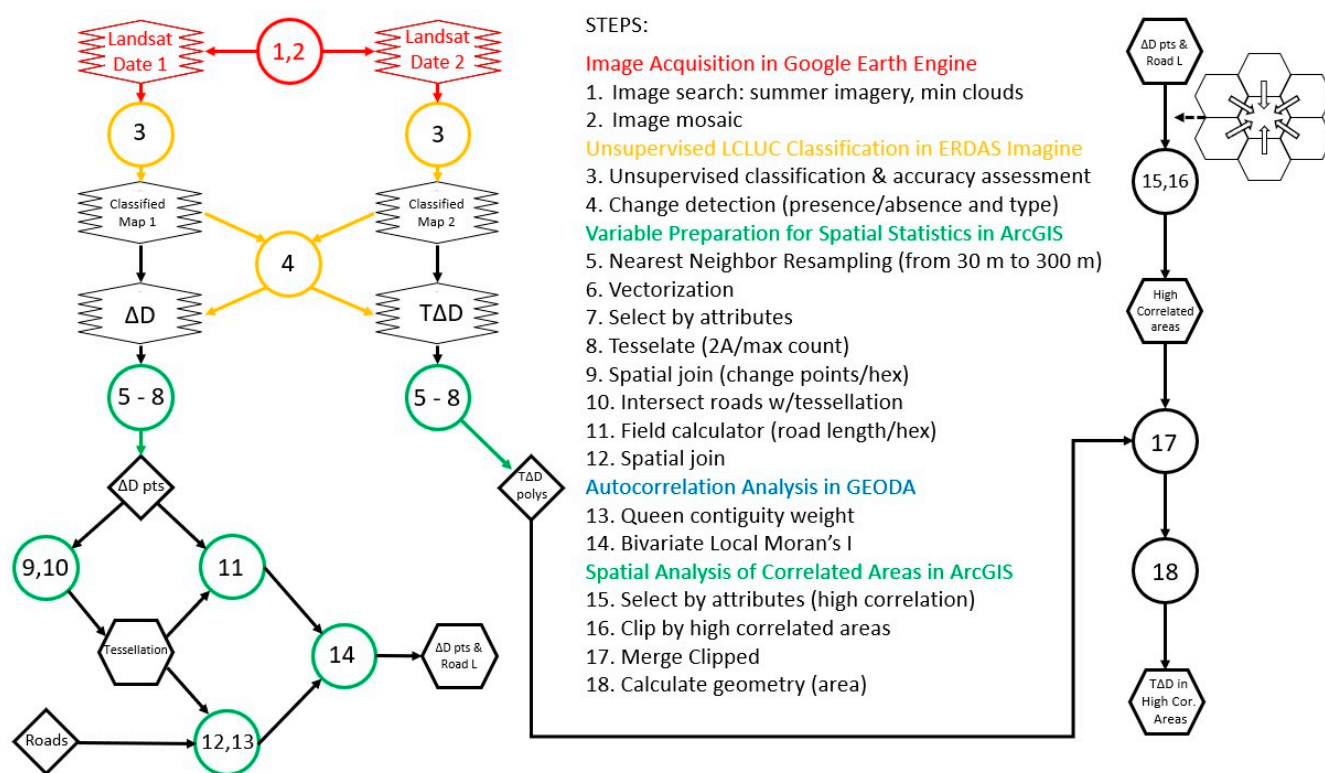 Landsat
Date 1
1,2
Landsat
Date 2
3
3
Classified
Map 1
Classified
Map 2
4
ΔD
TΔD
5 - 8
5 - 8
ΔD pts
TΔD
polys
9,10
11
Tessellation
14
ΔD pts &
Road L
Roads
12,13
STEPS:
Image Acquisition in Google Earth Engine
1. Image search: summer imagery, min clouds
2. Image mosaic
Unsupervised LCLUC Classification in ERDAS Imagine
3. Unsupervised classification & accuracy assessment
4. Change detection (presence/absence and type)
Variable Preparation for Spatial Statistics in ArcGIS
5. Nearest Neighbor Resampling (from 30 m to 300 m)
6. Vectorization
7. Select by attributes
8. Tesselate (2A/max count)
9. Spatial join (change points/hex)
10. Intersect roads w/tessellation
11. Field calculator (road length/hex)
12. Spatial join
Autocorrelation Analysis in GEODA
13. Queen contiguity weight
14. Bivariate Local Moran's I
Spatial Analysis of Correlated Areas in ArcGIS
15. Select by attributes (high correlation)
16. Clip by high correlated areas
17. Merge Clipped
18. Calculate geometry (area)
ΔD pts &
Road L
15,16
High
Correlated
areas
17
18
TΔD in
High Cor.
Areas